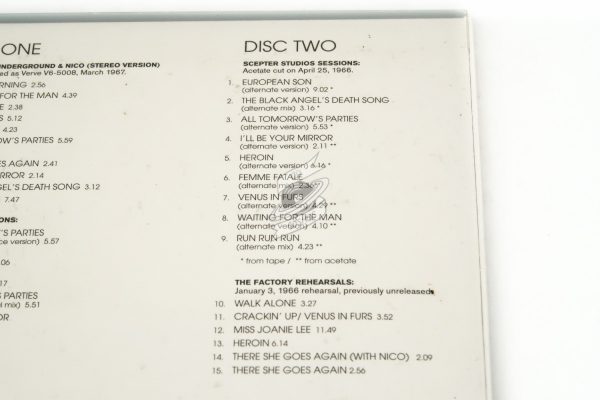 ONE
UNDERGROUND & NICO (STEREO VERSION)
ed as Verve V6-5008, March 1967.
RNING 2.56
FOR THE MAN 4.39
E 2.38
S 5.12
4.23
OW'S PARTIES 5.59
ES AGAIN 2.41
RROR 2.14
GEL'S DEATH SONG 3.12
7.47
ONS:
'S PARTIES
ce version) 5.57
.06
.17
S PARTIES
el mix) 5.51
OR
DISC TWO
SCEPTER STUDIOS SESSIONS:
Acetate cut on April 25, 1966.
1. EUROPEAN SON
(alternate version) 9.02 *
2. THE BLACK ANGEL'S DEATH SONG
(alternate mix) 3.16 *
3. ALL TOMORROW'S PARTIES
(alternate version) 5.53 *
4. I'LL BE YOUR MIRROR
(alternate version) 2.11 **
5. HEROIN
(alternate version) 6.16 *
6. FEMME FATALE
(alternate mix) 2.36 *
7. VENUS IN FURS
(alternate version) 4.29 **
8. WAITING FOR THE MAN
(alternate version) 4.10 **
9. RUN RUN RUN
(alternate mix) 4.23 **
* from tape / ** from acetate
THE FACTORY REHEARSALS:
January 3, 1966 rehearsal, previously unreleased
10. WALK ALONE 3.27
11. CRACKIN' UP/ VENUS IN FURS 3.52
12. MISS JOANIE LEE 11.49
13. HEROIN 6.14
14. THERE SHE GOES AGAIN (WITH NICO) 2.09
15. THERE SHE GOES AGAIN 2.56